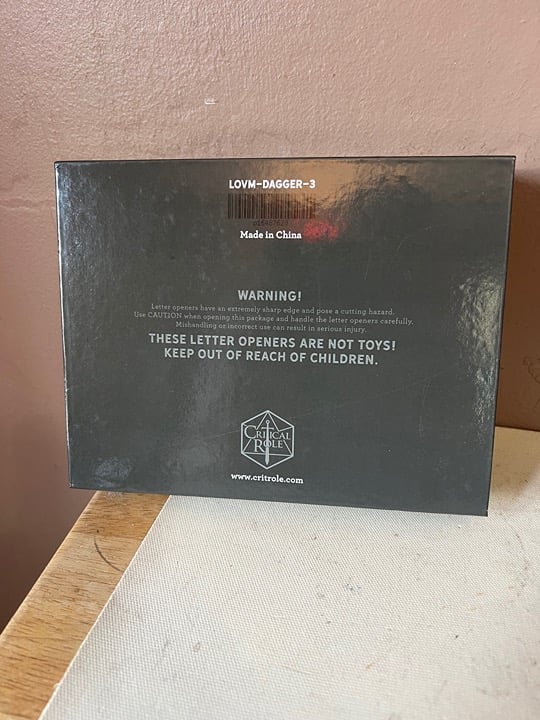 LOVM-DAGGER-3
Made in China
WARNING!
Letter openers have an extremely sharp edge and pose a cutting hazard.
Use CAUTION when opening this package and handle the letter openers carefully.
Mishandling or incorrect use can result in serious injury.
THESE LETTER OPENERS ARE NOT TOYS!
KEEP OUT OF REACH OF CHILDREN.
CRITICAL
ROLE
www.critrole.com